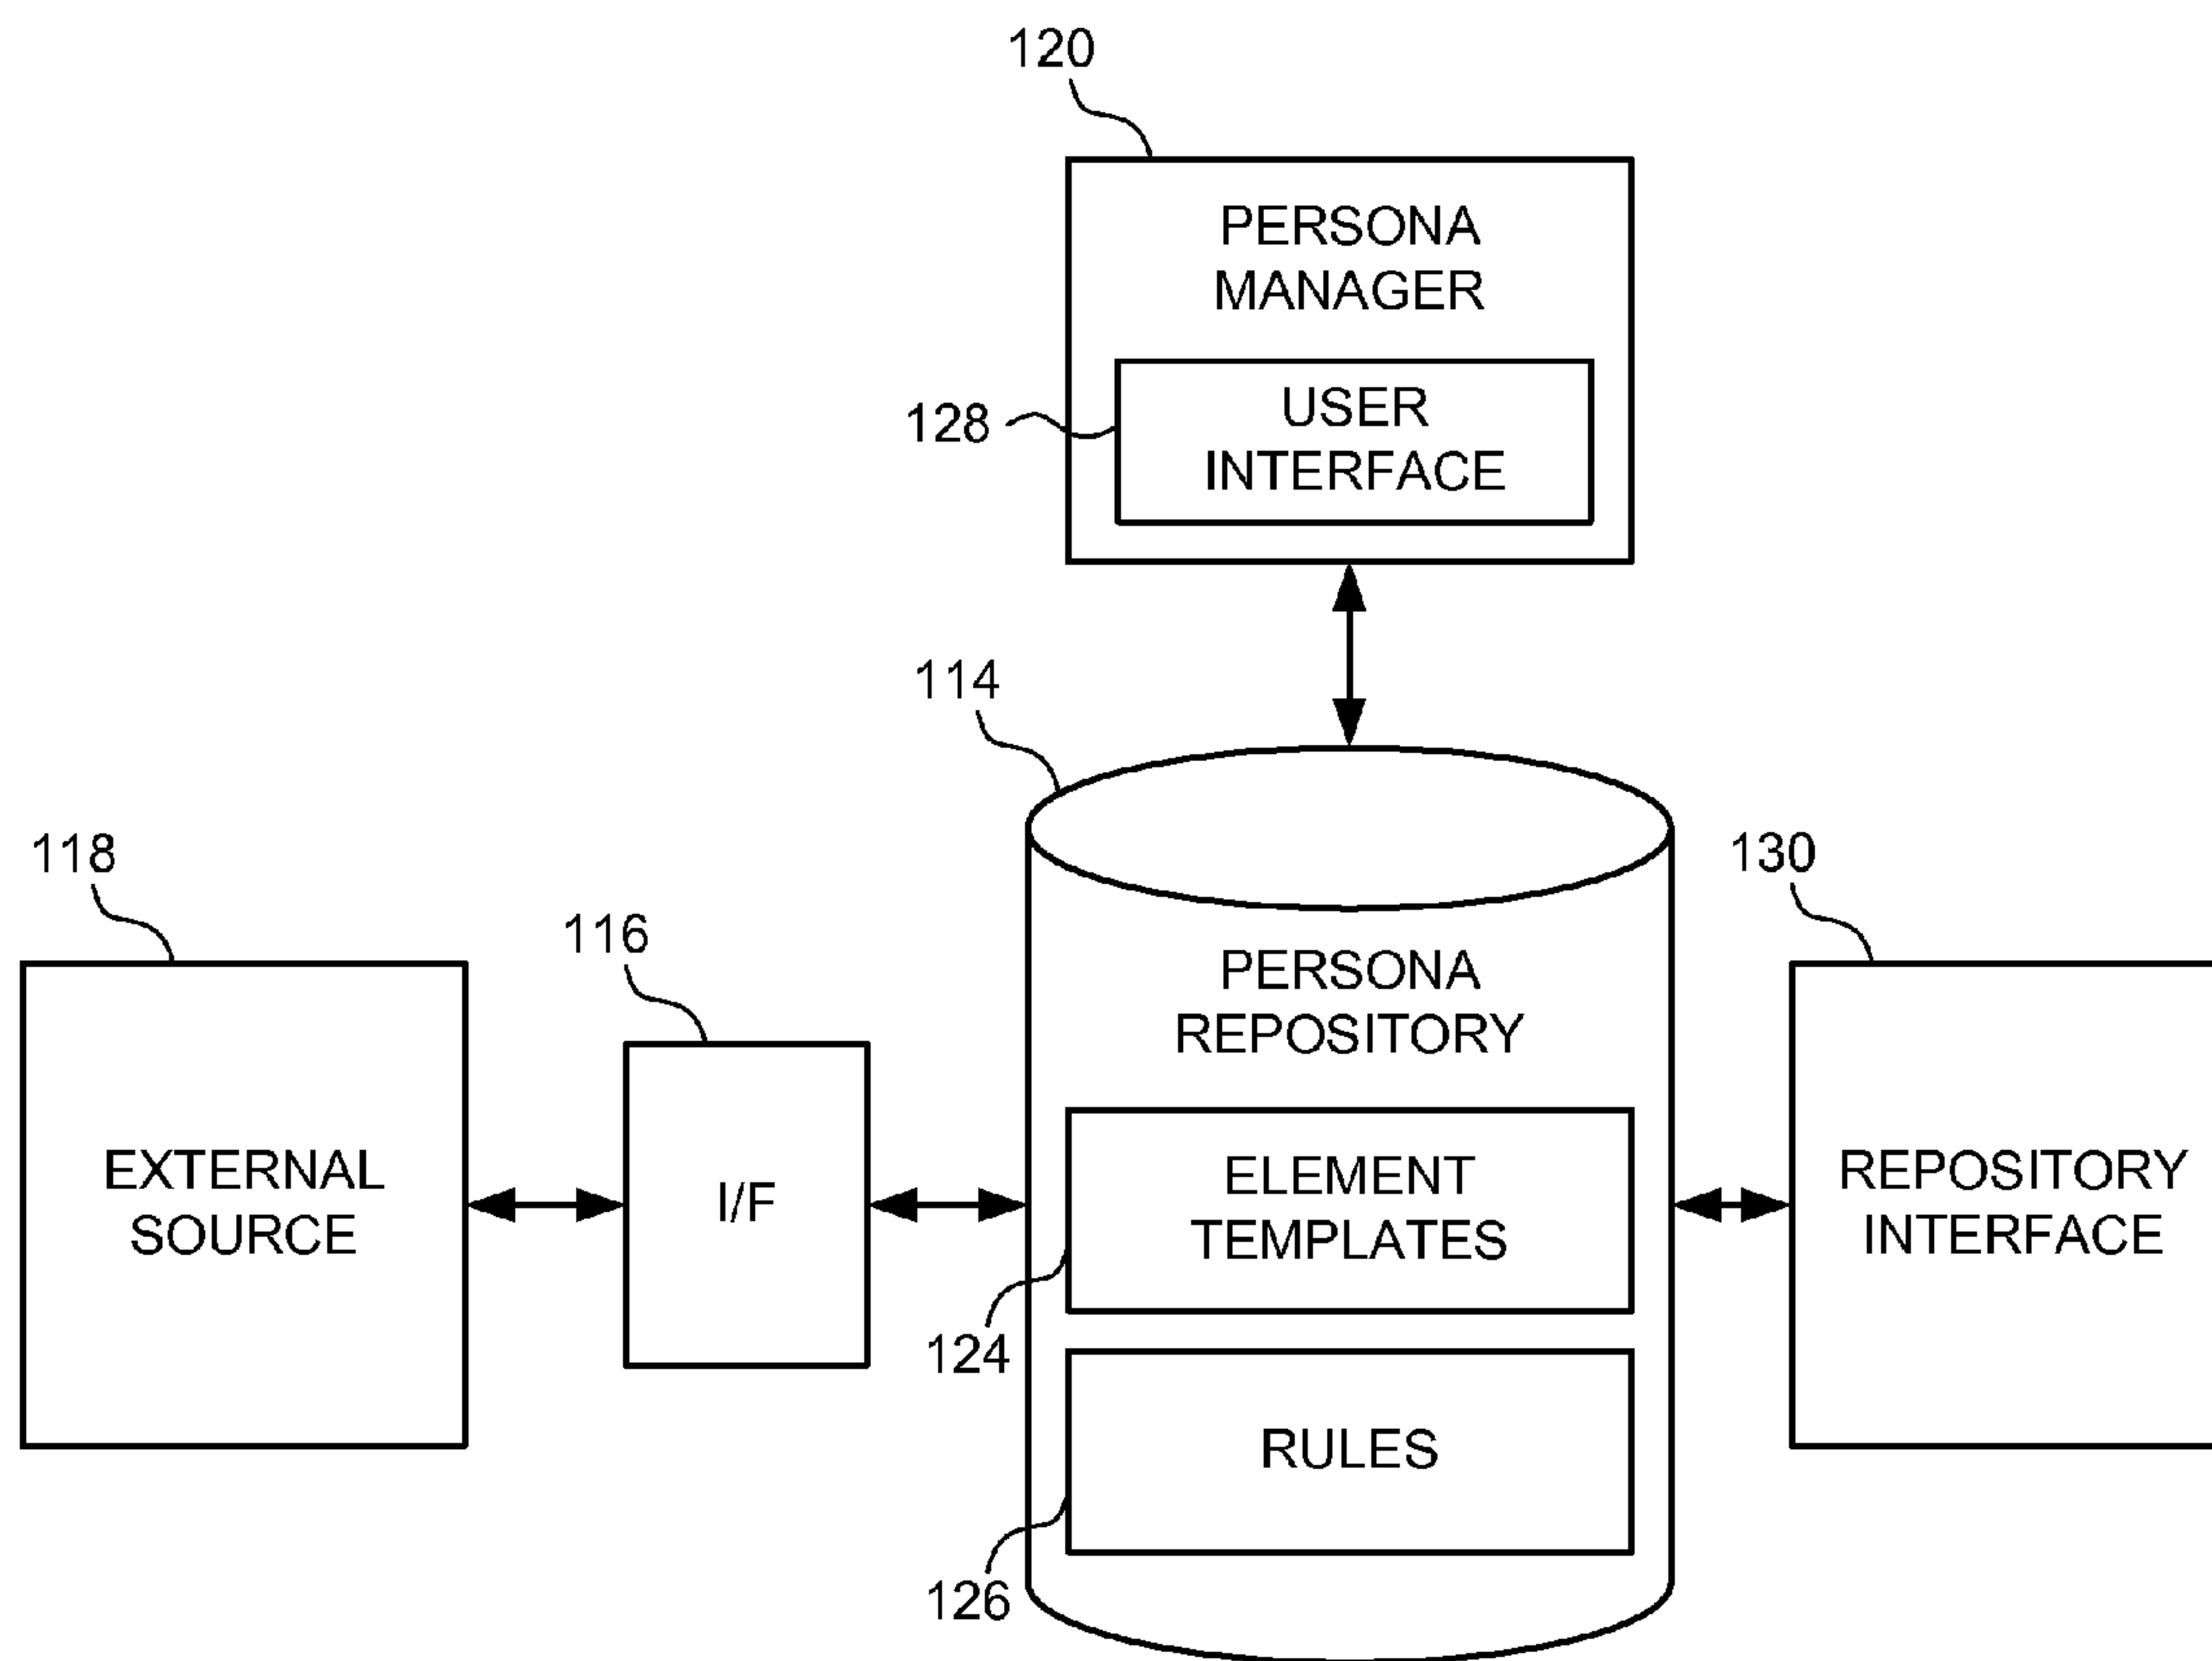 120
PERSONA
MANAGER
128
USER
INTERFACE
114
118
130
116
PERSONA
REPOSITORY
EXTERNAL
SOURCE
I/F
ELEMENT
TEMPLATES
REPOSITORY
INTERFACE
124
RULES
126